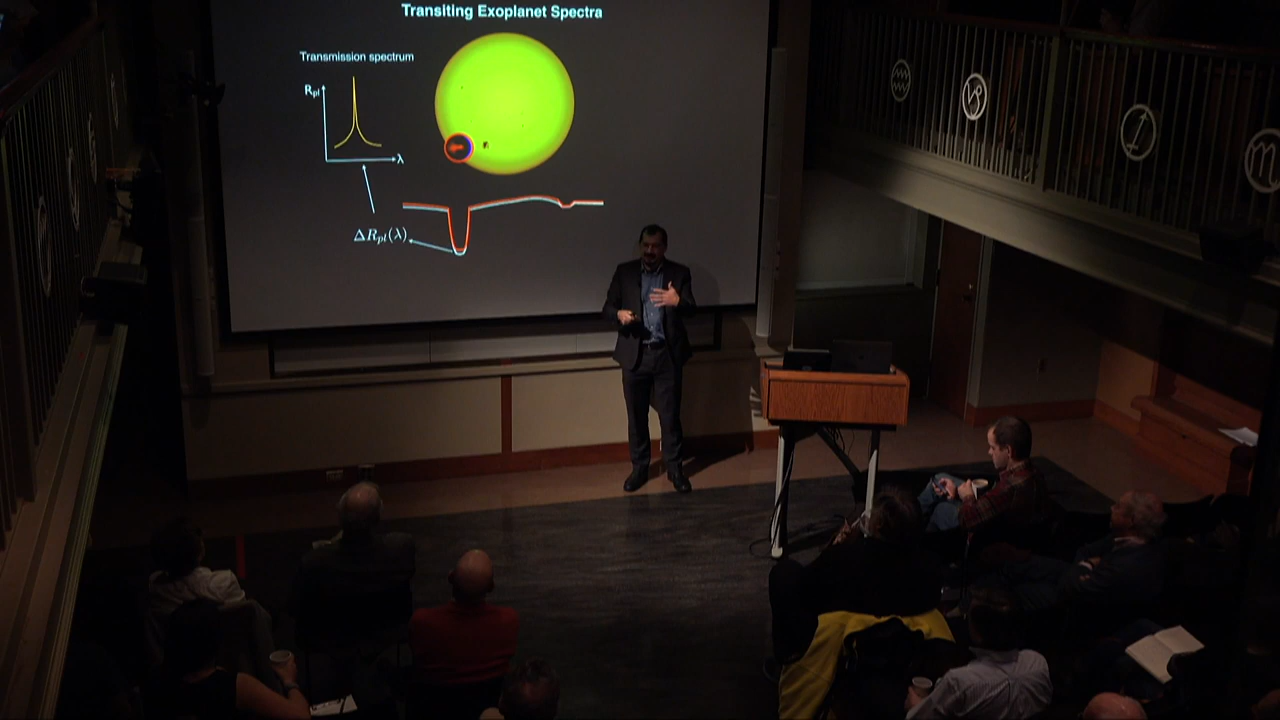 Transiting Exoplanet Spectra
Transmission spectrum
R_pl
λ
ΔR_pl(λ)